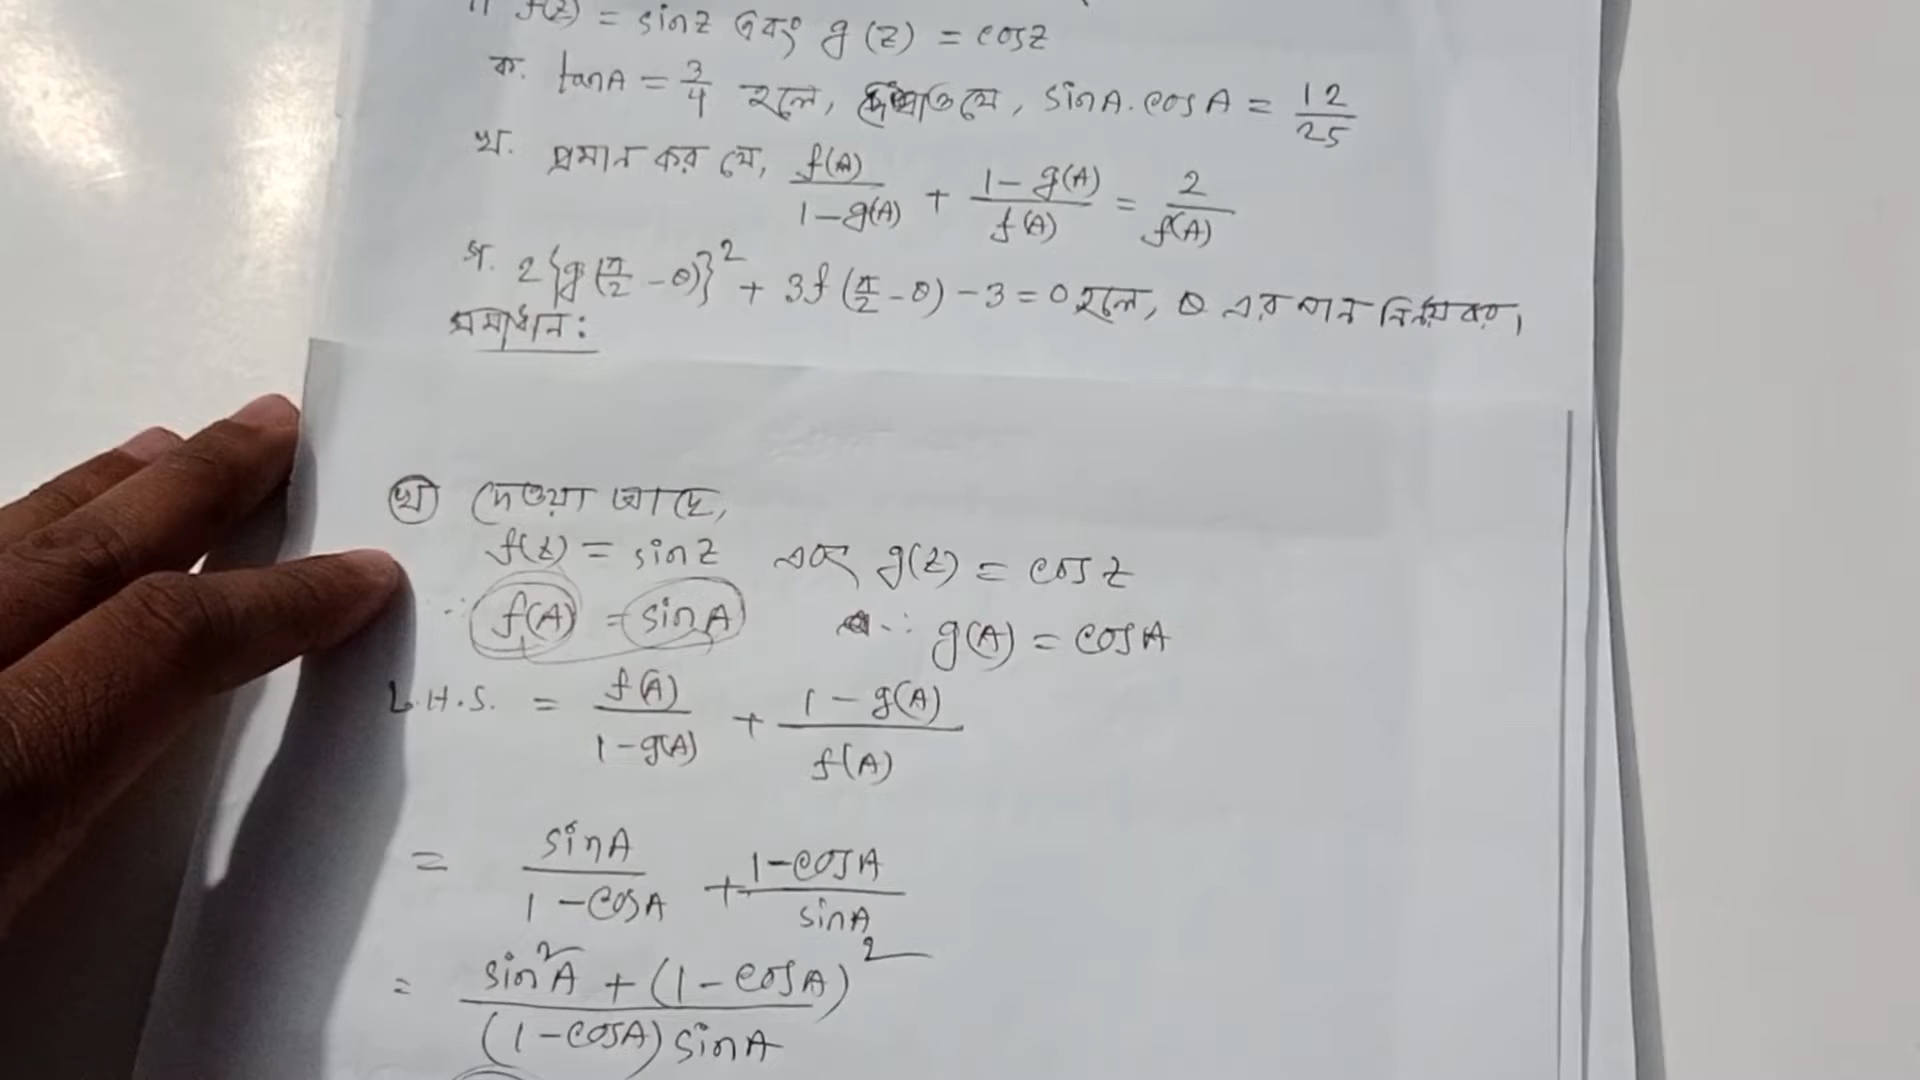 f(z) = sinz এবং g(z) = cosz
ক. tanA = 3/4 হলে, দেখাও যে, sinA.cosA = 12/25
খ. প্রমান কর যে, f(A)/1-g(A) + 1-g(A)/f(A) = 2/f(A)
গ. 2{g(π/2-θ)}² + 3f(π/2-θ)-3=0 হলে, θ এর মান নির্নয় কর।
সমাধান:
খ দেওয়া আছে,
f(z) = sinz এবং g(z) = cosz
∴ f(A) = sinA ∴ g(A) = cosA
L.H.S. = f(A)/1-g(A) + 1-g(A)/f(A)
= sinA/1-cosA + 1-cosA/sinA
= sin²A + (1-cosA)²/(1-cosA) sinA